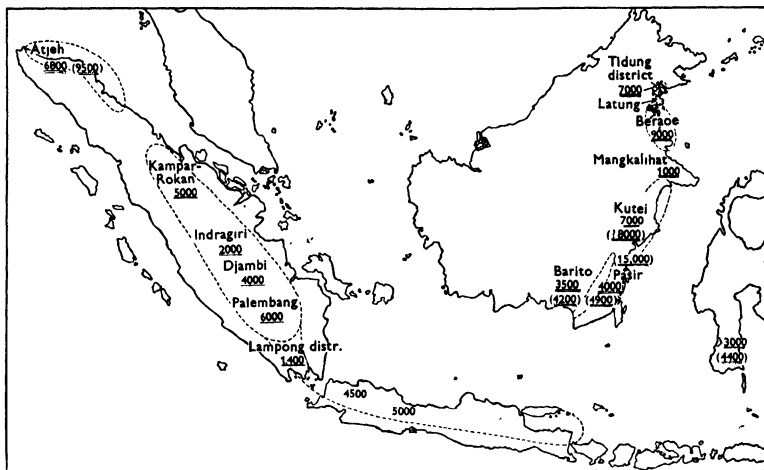 Atjeh
6800 (9500)
Kampar-
Rokan
5000
Indragiri
2000
Djambi
4000
Palembang
6000
Lampong distr.
1400
4500
5000
Tidung
district
7000
Latung
Beraoe
9000
Mangkalihat
1000
Kutei
7000
(18000)
(15,000)
Pasir
4000
(4900)
Barito
3500
(4200)
3000
(4400)